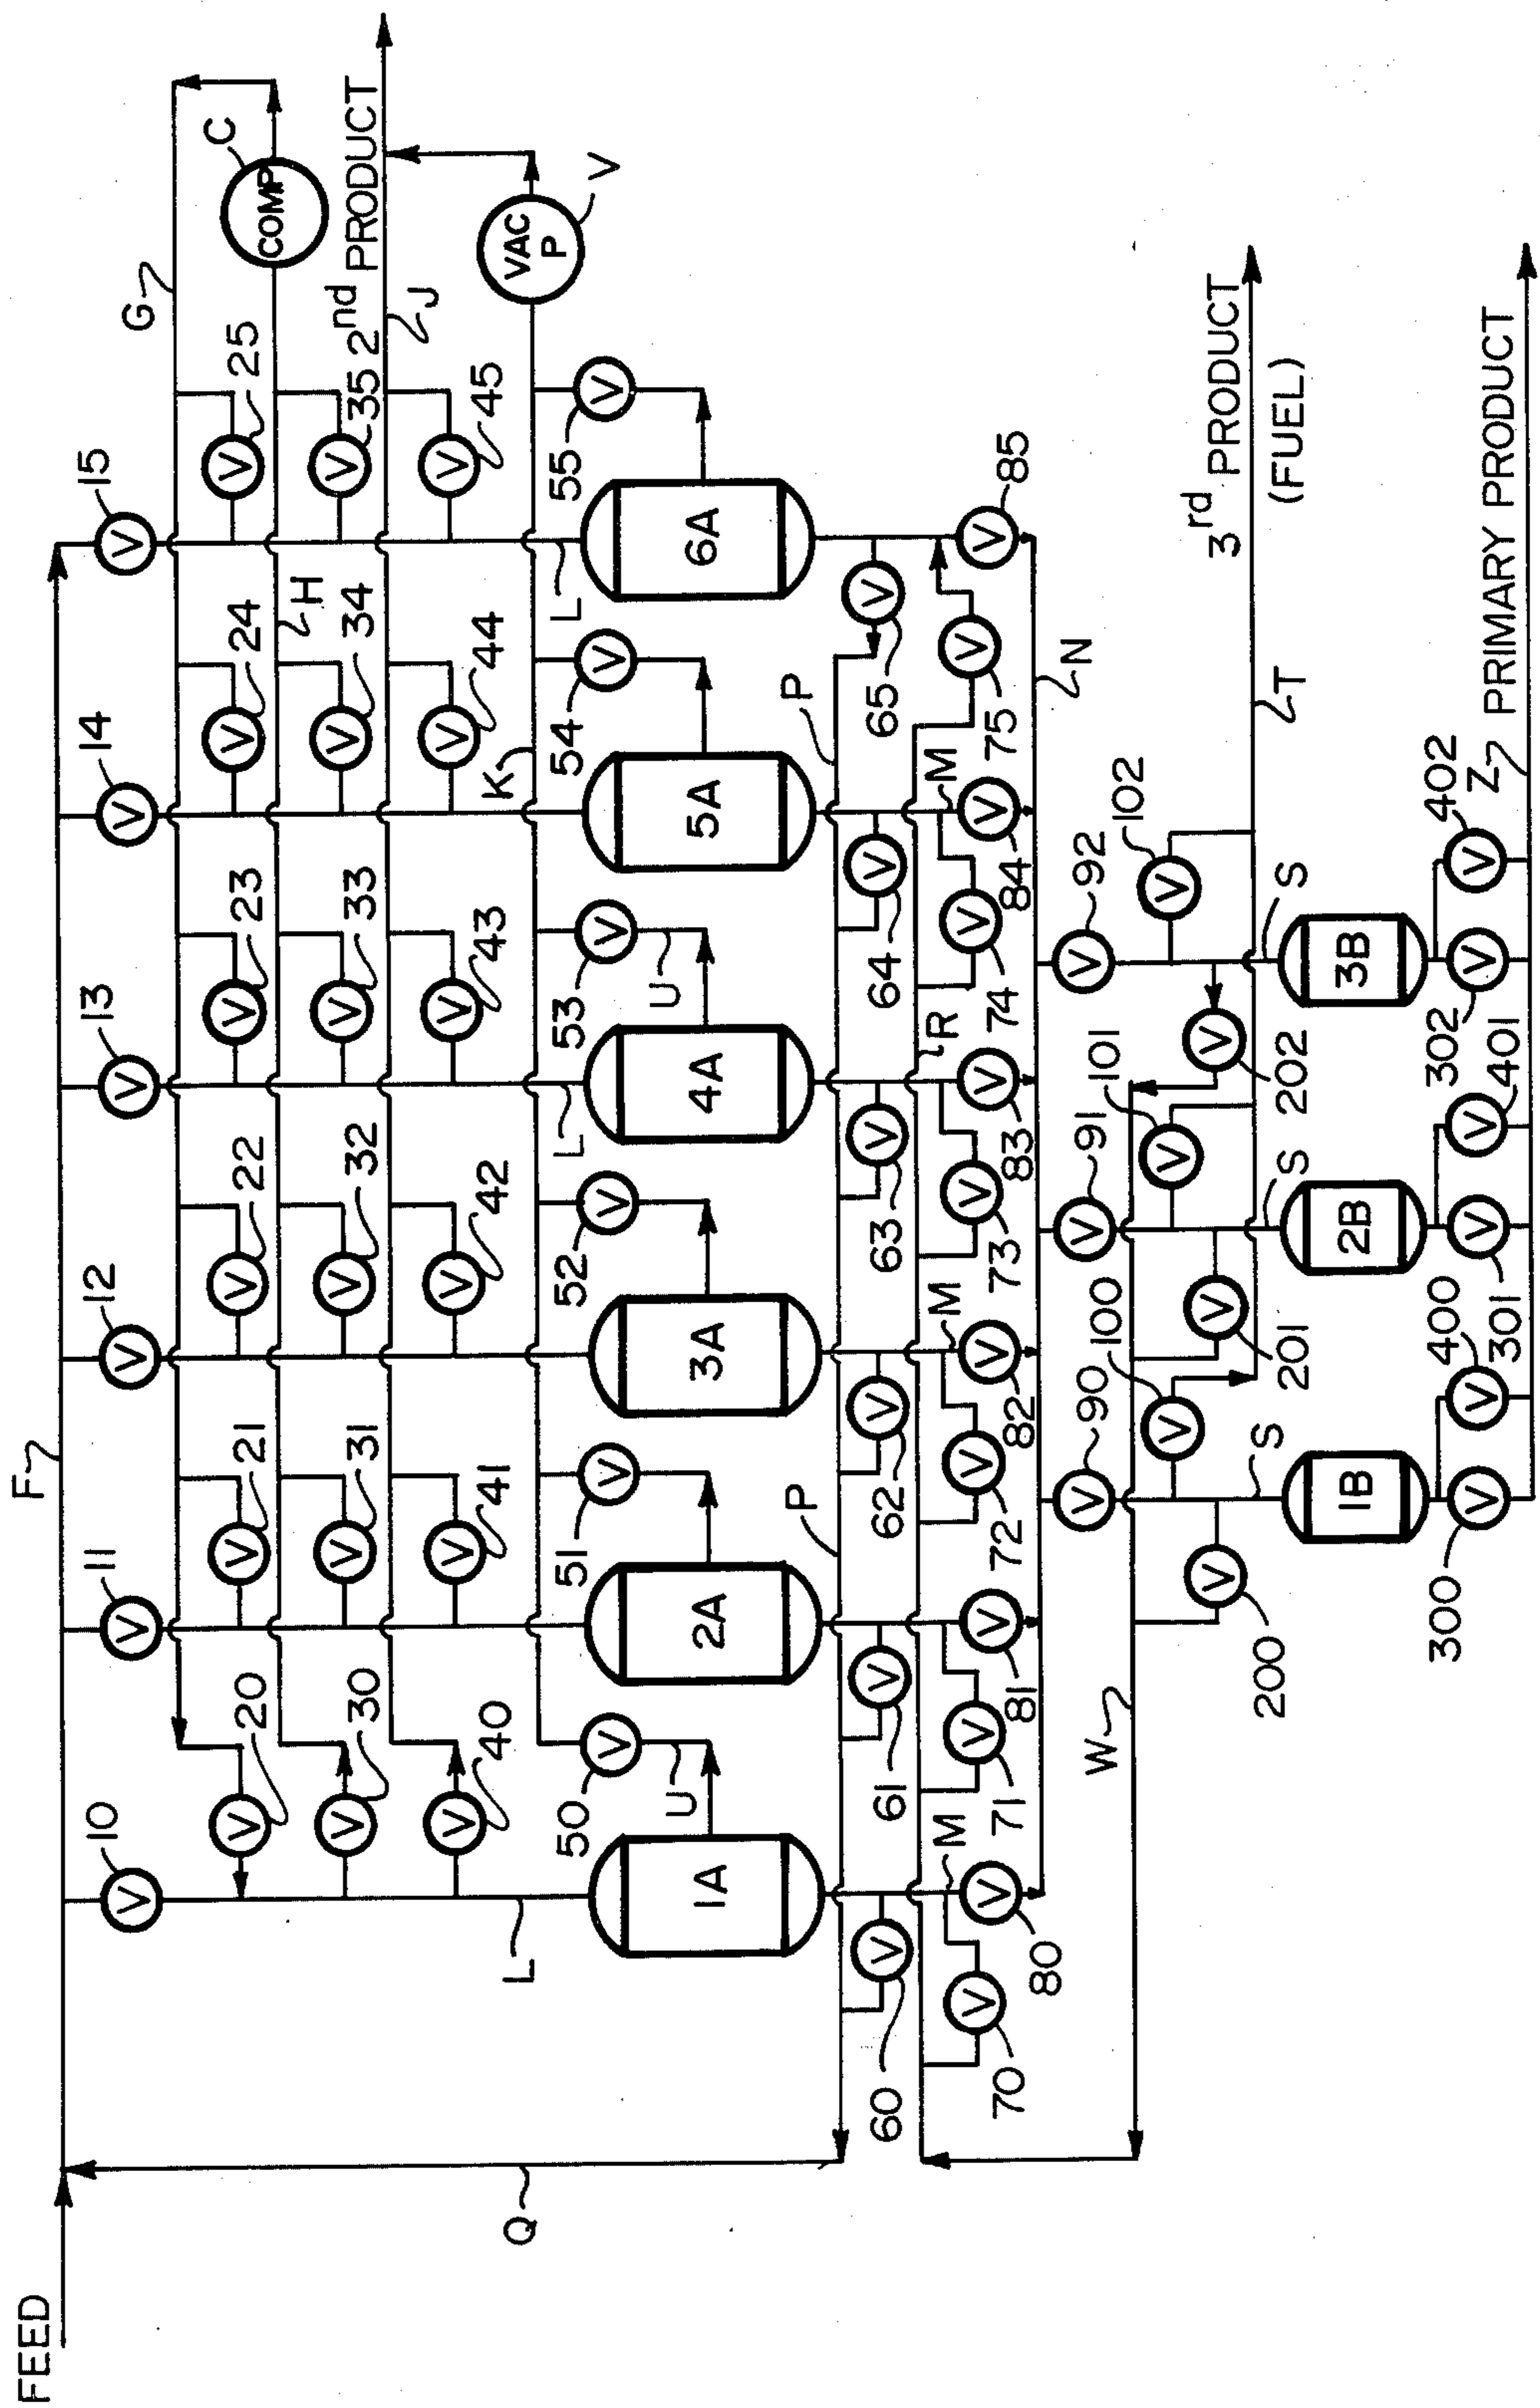 FEED
F
10
11
12
13
14
15
V V V V V V
G
C
COMP
20
21
22
23
24
25
V V V V V V
H
30
31
32
33
34
35
V V V V V V
2nd PRODUCT
J
40
41
42
43
44
45
V V V V V V
Q
L
K
VAC
P
V
50
51
52
53
54
55
V V V V V V
U
L
U
L
1A
2A
3A
4A
5A
6A
P
P
60
61
62
63
64
65
V V V V V V
M
M
R
M
70
71
72
73
74
75
V V V V V V
80
81
82
83
84
85
V V V V V V
N
W
90
91
92
V V V
100
101
102
V V V
200
201
202
V V V
3rd PRODUCT
(FUEL)
T
S
S
S
1B
2B
3B
300
400
301
401
302
402
V V V V V V
Z
PRIMARY PRODUCT